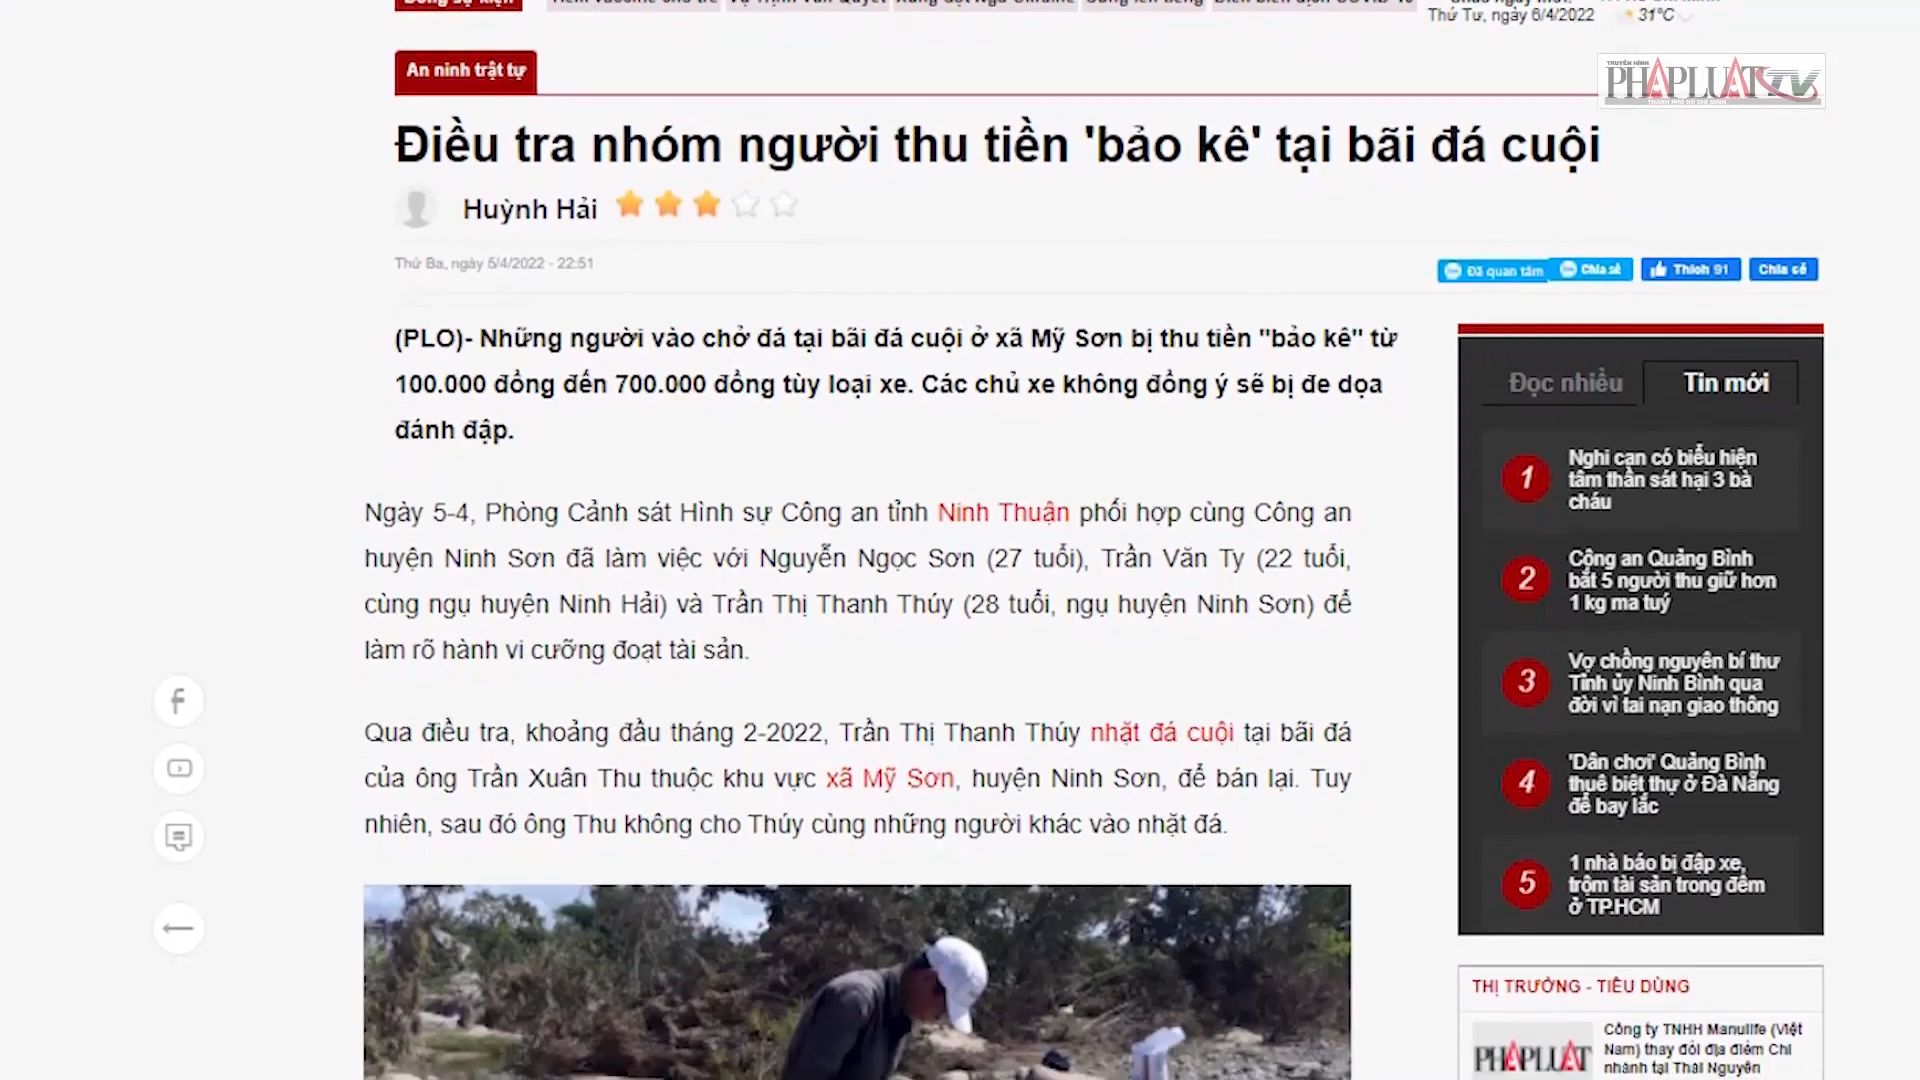 Thứ Tư, ngày 6/4/2022 31°C
TRUYỀN HÌNH
PHÁPLUẬTTV
THÀNH PHỐ HỒ CHÍ MINH
An ninh trật tự
Điều tra nhóm người thu tiền 'bảo kê' tại bãi đá cuội
Huỳnh Hải
Thứ Ba, ngày 5/4/2022 - 22:51
Đã quan tâm Chia sẻ Thích 91 Chia sẻ
(PLO)- Những người vào chở đá tại bãi đá cuội ở xã Mỹ Sơn bị thu tiền "bảo kê" từ
100.000 đồng đến 700.000 đồng tùy loại xe. Các chủ xe không đồng ý sẽ bị đe dọa
đánh đập.
Ngày 5-4, Phòng Cảnh sát Hình sự Công an tỉnh Ninh Thuận phối hợp cùng Công an
huyện Ninh Sơn đã làm việc với Nguyễn Ngọc Sơn (27 tuổi), Trần Văn Ty (22 tuổi,
cùng ngụ huyện Ninh Hải) và Trần Thị Thanh Thúy (28 tuổi, ngụ huyện Ninh Sơn) để
làm rõ hành vi cưỡng đoạt tài sản.
Qua điều tra, khoảng đầu tháng 2-2022, Trần Thị Thanh Thúy nhặt đá cuội tại bãi đá
của ông Trần Xuân Thu thuộc khu vực xã Mỹ Sơn, huyện Ninh Sơn, để bán lại. Tuy
nhiên, sau đó ông Thu không cho Thúy cùng những người khác vào nhặt đá.
Đọc nhiều Tin mới
1 Nghi can có biểu hiện
tâm thần sát hại 3 bà
cháu
2 Công an Quảng Bình
bắt 5 người thu giữ hơn
1 kg ma tuý
3 Vợ chồng nguyên bí thư
Tỉnh ủy Ninh Bình qua
đời vì tai nạn giao thông
4 'Dân chơi' Quảng Bình
thuê biệt thự ở Đà Nẵng
để bay lắc
5 1 nhà báo bị đập xe,
trộm tài sản trong đêm
ở TP.HCM
THỊ TRƯỜNG - TIÊU DÙNG
PHÁPLUẬT
Công ty TNHH Manulife (Việt
Nam) thay đổi địa điểm Chi
nhánh tại Thái Nguyên